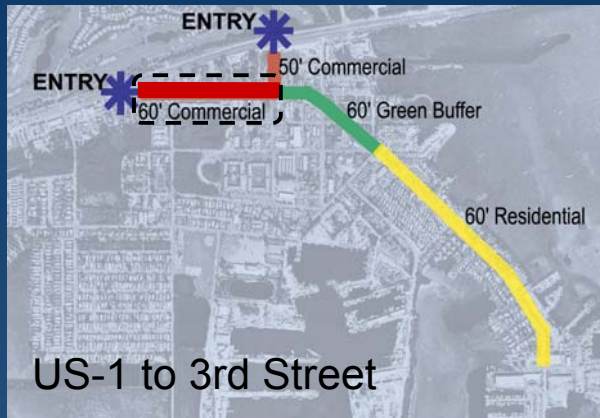 ENTRY
50' Commercial
ENTRY
60' Commercial
60' Green Buffer
60' Residential
US-1 to 3rd Street